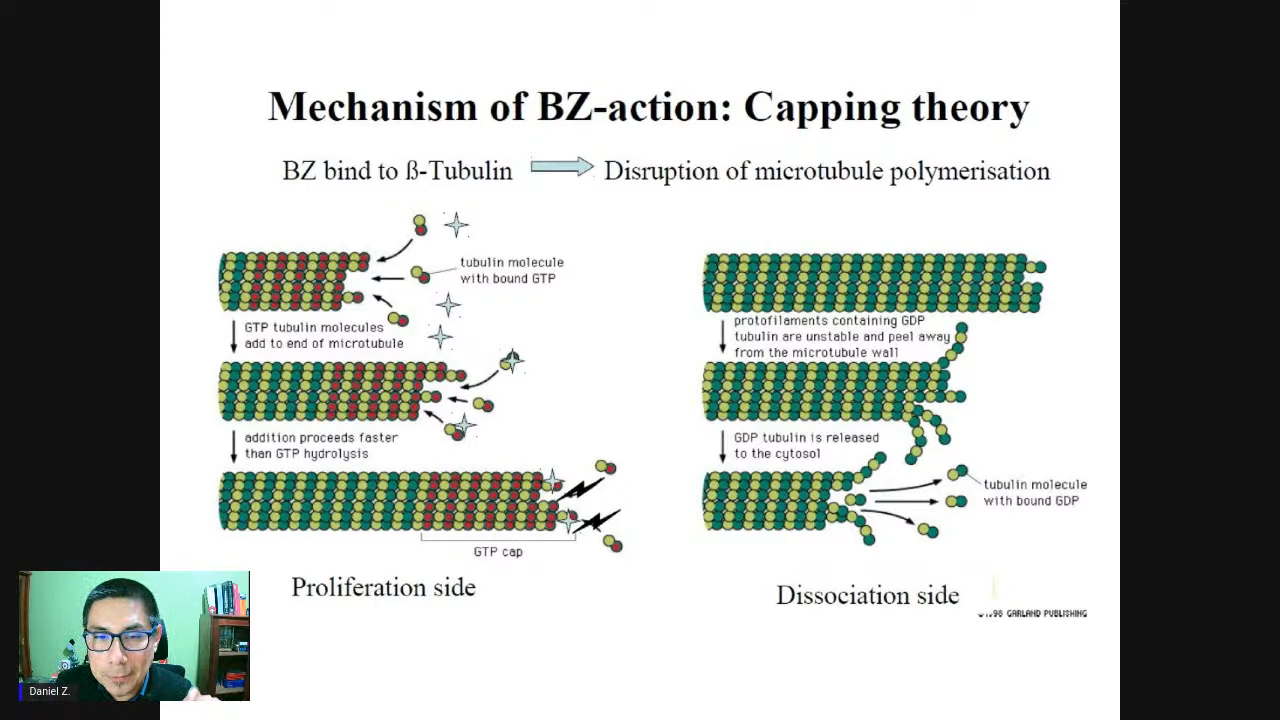 Mechanism of BZ-action: Capping theory
BZ bind to ß-Tubulin
Disruption of microtubule polymerisation
tubulin molecule
with bound GTP
GTP tubulin molecules
add to end of microtubule
addition proceeds faster
than GTP hydrolysis
GTP cap
Proliferation side
protofilaments containing GDP
tubulin are unstable and peel away
from the microtubule wall
GDP tubulin is released
to the cytosol
tubulin molecule
with bound GDP
Dissociation side
©1998 GARLAND PUBLISHING
Daniel Z.